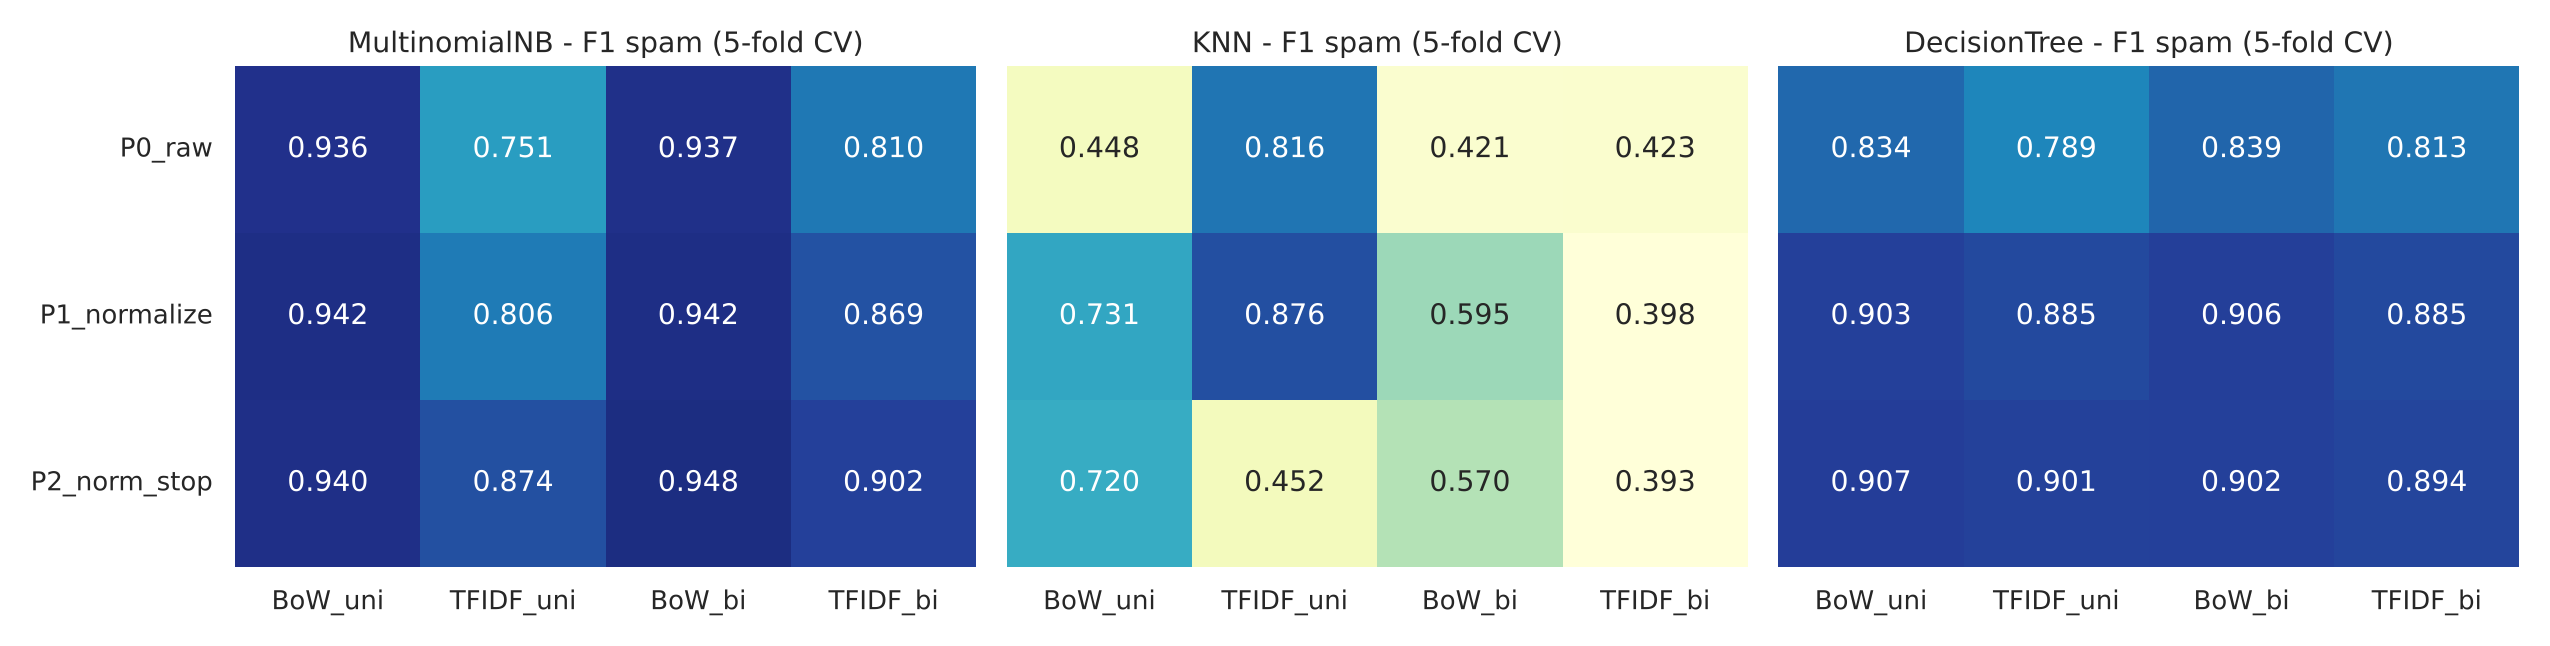 MultinomialNB - F1 spam (5-fold CV) KNN - F1 spam (5-fold CV) DecisionTree - F1 spam (5-fold CV)
P0_raw 0.936 0.751 0.937 0.810 0.448 0.816 0.421 0.423 0.834 0.789 0.839 0.813
P1_normalize 0.942 0.806 0.942 0.869 0.731 0.876 0.595 0.398 0.903 0.885 0.906 0.885
P2_norm_stop 0.940 0.874 0.948 0.902 0.720 0.452 0.570 0.393 0.907 0.901 0.902 0.894
BoW_uni TFIDF_uni BoW_bi TFIDF_bi BoW_uni TFIDF_uni BoW_bi TFIDF_bi BoW_uni TFIDF_uni BoW_bi TFIDF_bi